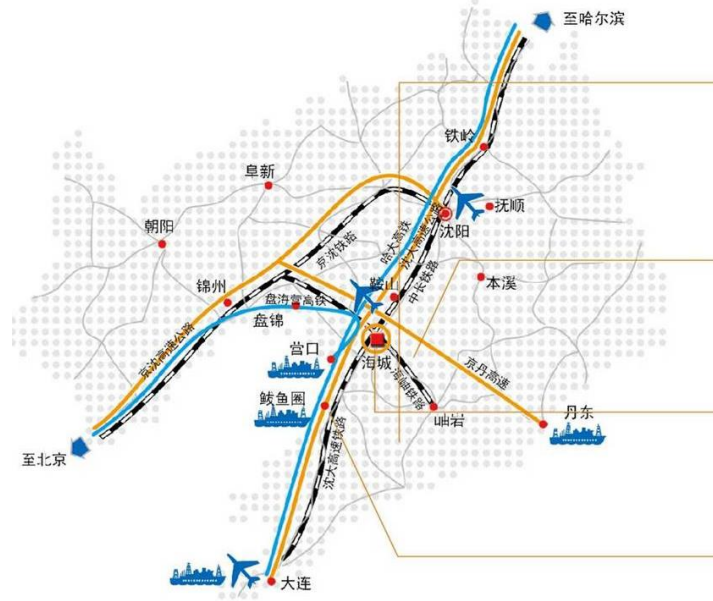 至哈尔滨
铁岭
阜新
抚顺
沈阳
朝阳
京沈铁路
哈大高铁
沈大高速公路
中长铁路
鞍山
本溪
锦州
盘海营高铁
盘锦
京沈高速公路
营口
海城
海岫铁路
京丹高速
鲅鱼圈
岫岩
丹东
沈大高速铁路
至北京
大连